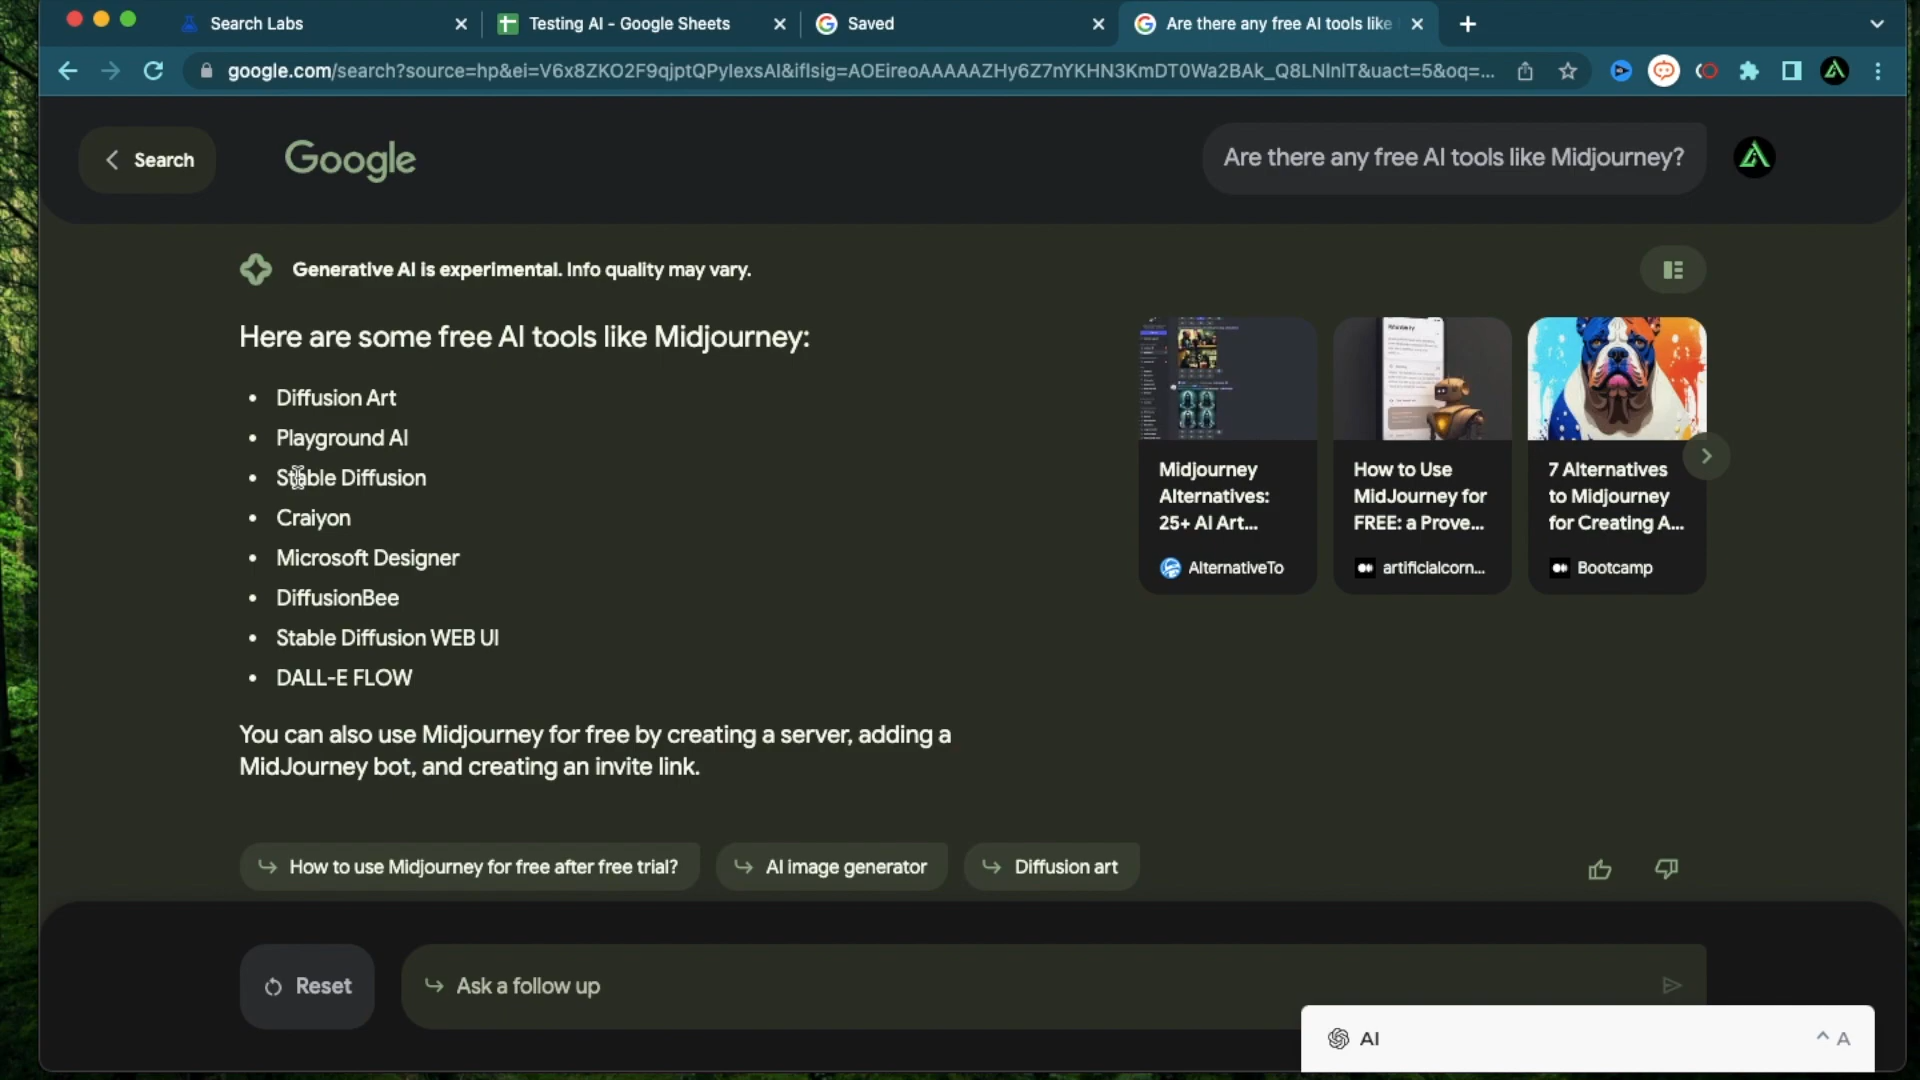 Search Labs
Testing AI - Google Sheets
Saved
Are there any free AI tools like
google.com/search?source=hp&ei=V6x8ZKO2F9qjptQPyIexsAI&iflsig=AOEireoAAAAAZHy6Z7nYKHN3KmDT0Wa2BAk_Q8LNInIT&uact=5&oq=...
Search
Google
Are there any free AI tools like Midjourney?
Generative AI is experimental. Info quality may vary.
Here are some free AI tools like Midjourney:
• Diffusion Art
• Playground AI
• Stable Diffusion
• Craiyon
• Microsoft Designer
• DiffusionBee
• Stable Diffusion WEB UI
• DALL-E FLOW
You can also use Midjourney for free by creating a server, adding a
MidJourney bot, and creating an invite link.
Midjourney
Alternatives:
25+ AI Art...
AlternativeTo
How to Use
MidJourney for
FREE: a Prove...
artificialcorn...
7 Alternatives
to Midjourney
for Creating A...
Bootcamp
How to use Midjourney for free after free trial?
AI image generator
Diffusion art
Reset
Ask a follow up
AI
^ A